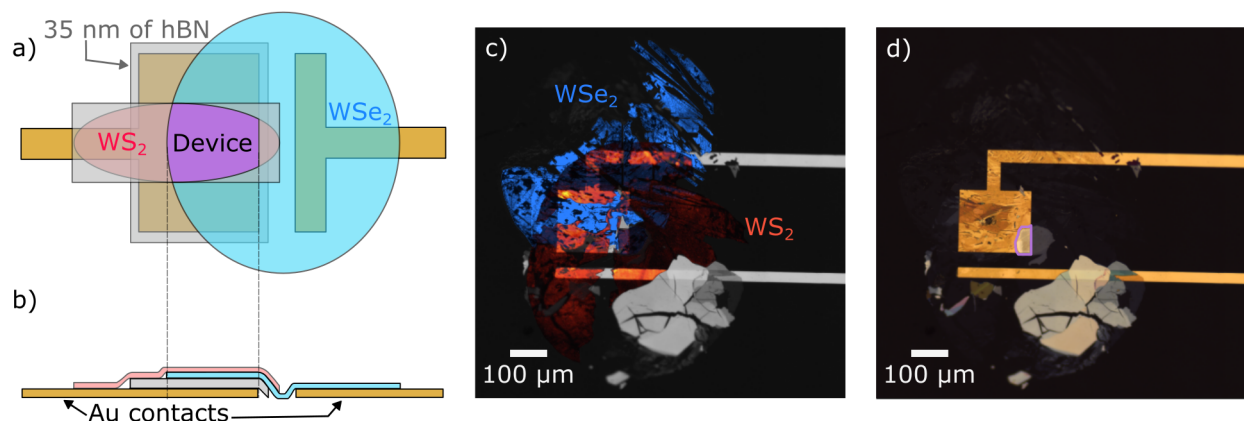 a)
35 nm of hBN
WS2
Device
WSe2
b)
Au contacts
c)
WSe2
WS2
100 µm
d)
100 µm